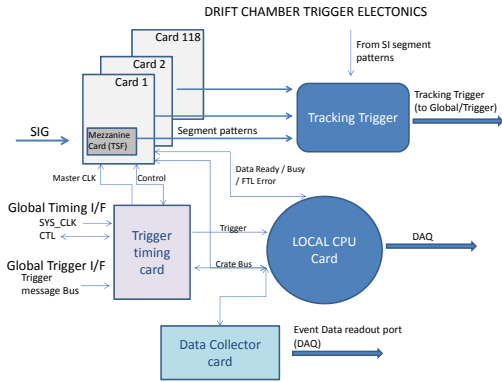 DRIFT CHAMBER TRIGGER ELECTONICS
Card 118
Card 2
Card 1
From SI segment
patterns
Mezzanine
Card (TSF)
SIG
Segment patterns
Tracking Trigger
Tracking Trigger
(to Global/Trigger)
Master CLK
Control
Data Ready / Busy
/ FTL Error
Global Timing I/F
SYS_CLK
CTL
Global Trigger I/F
Trigger
message Bus
Trigger
timing
card
Trigger
Crate Bus
LOCAL CPU
Card
DAQ
Data Collector
card
Event Data readout port
(DAQ)